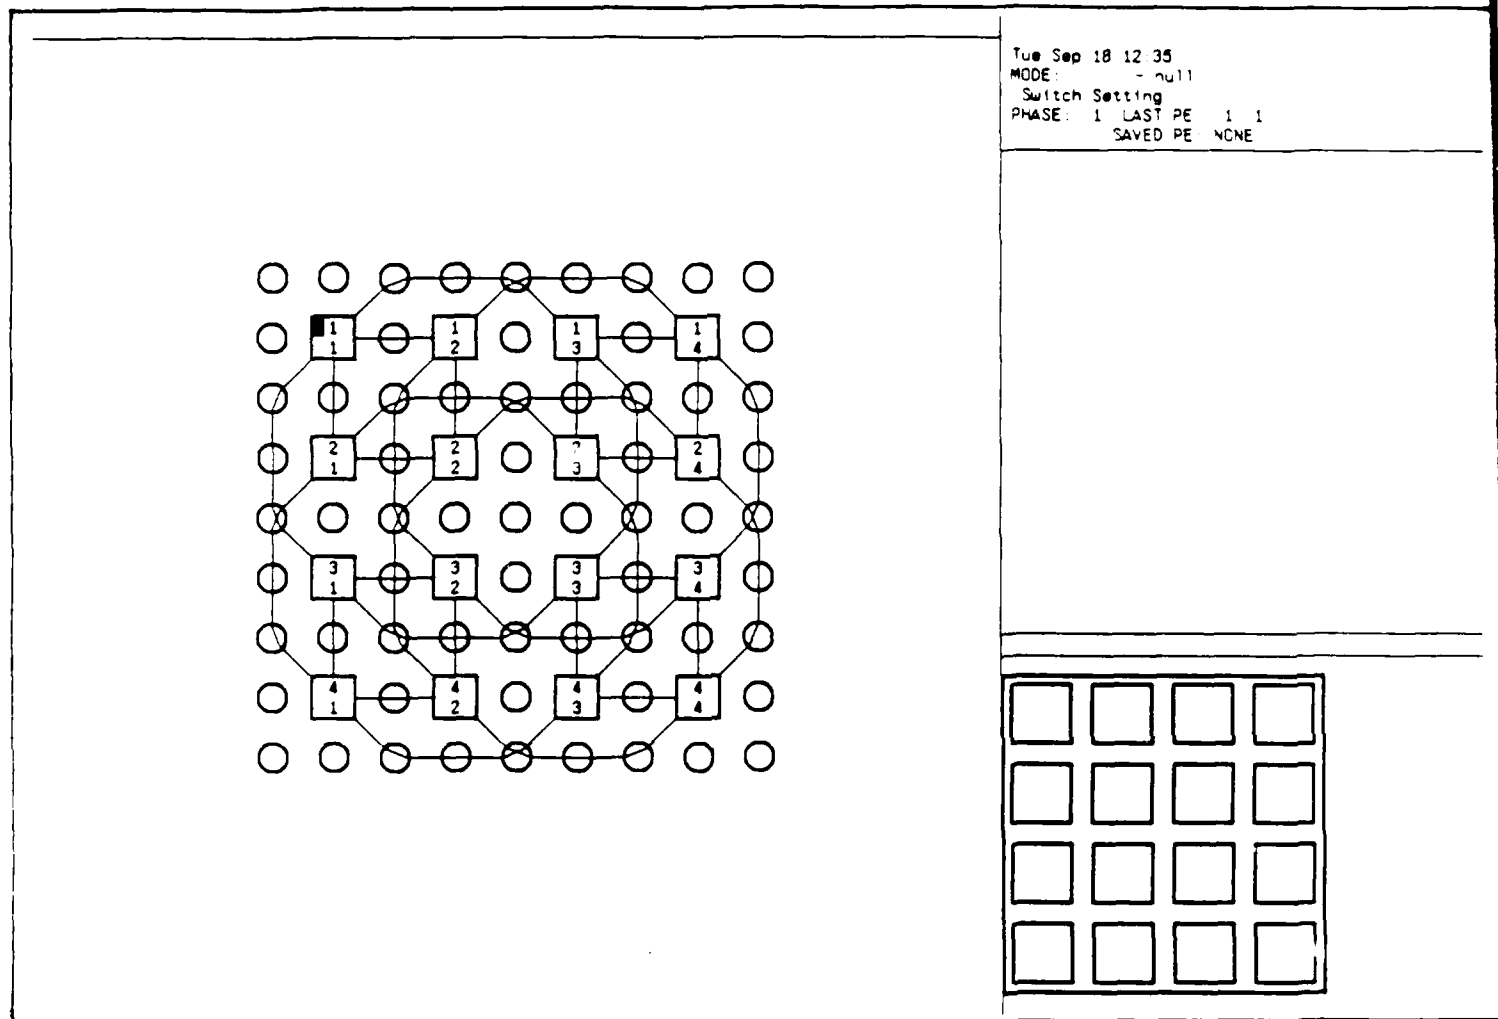 Tue Sep 18 12:35
MODE: - null
Switch Setting
PHASE: 1 LAST PE 1 1
SAVED PE NONE
1 1 1 1
1 2 3 4
2 2 2 2
1 2 3 4
3 3 3 3
1 2 3 4
4 4 4 4
1 2 3 4